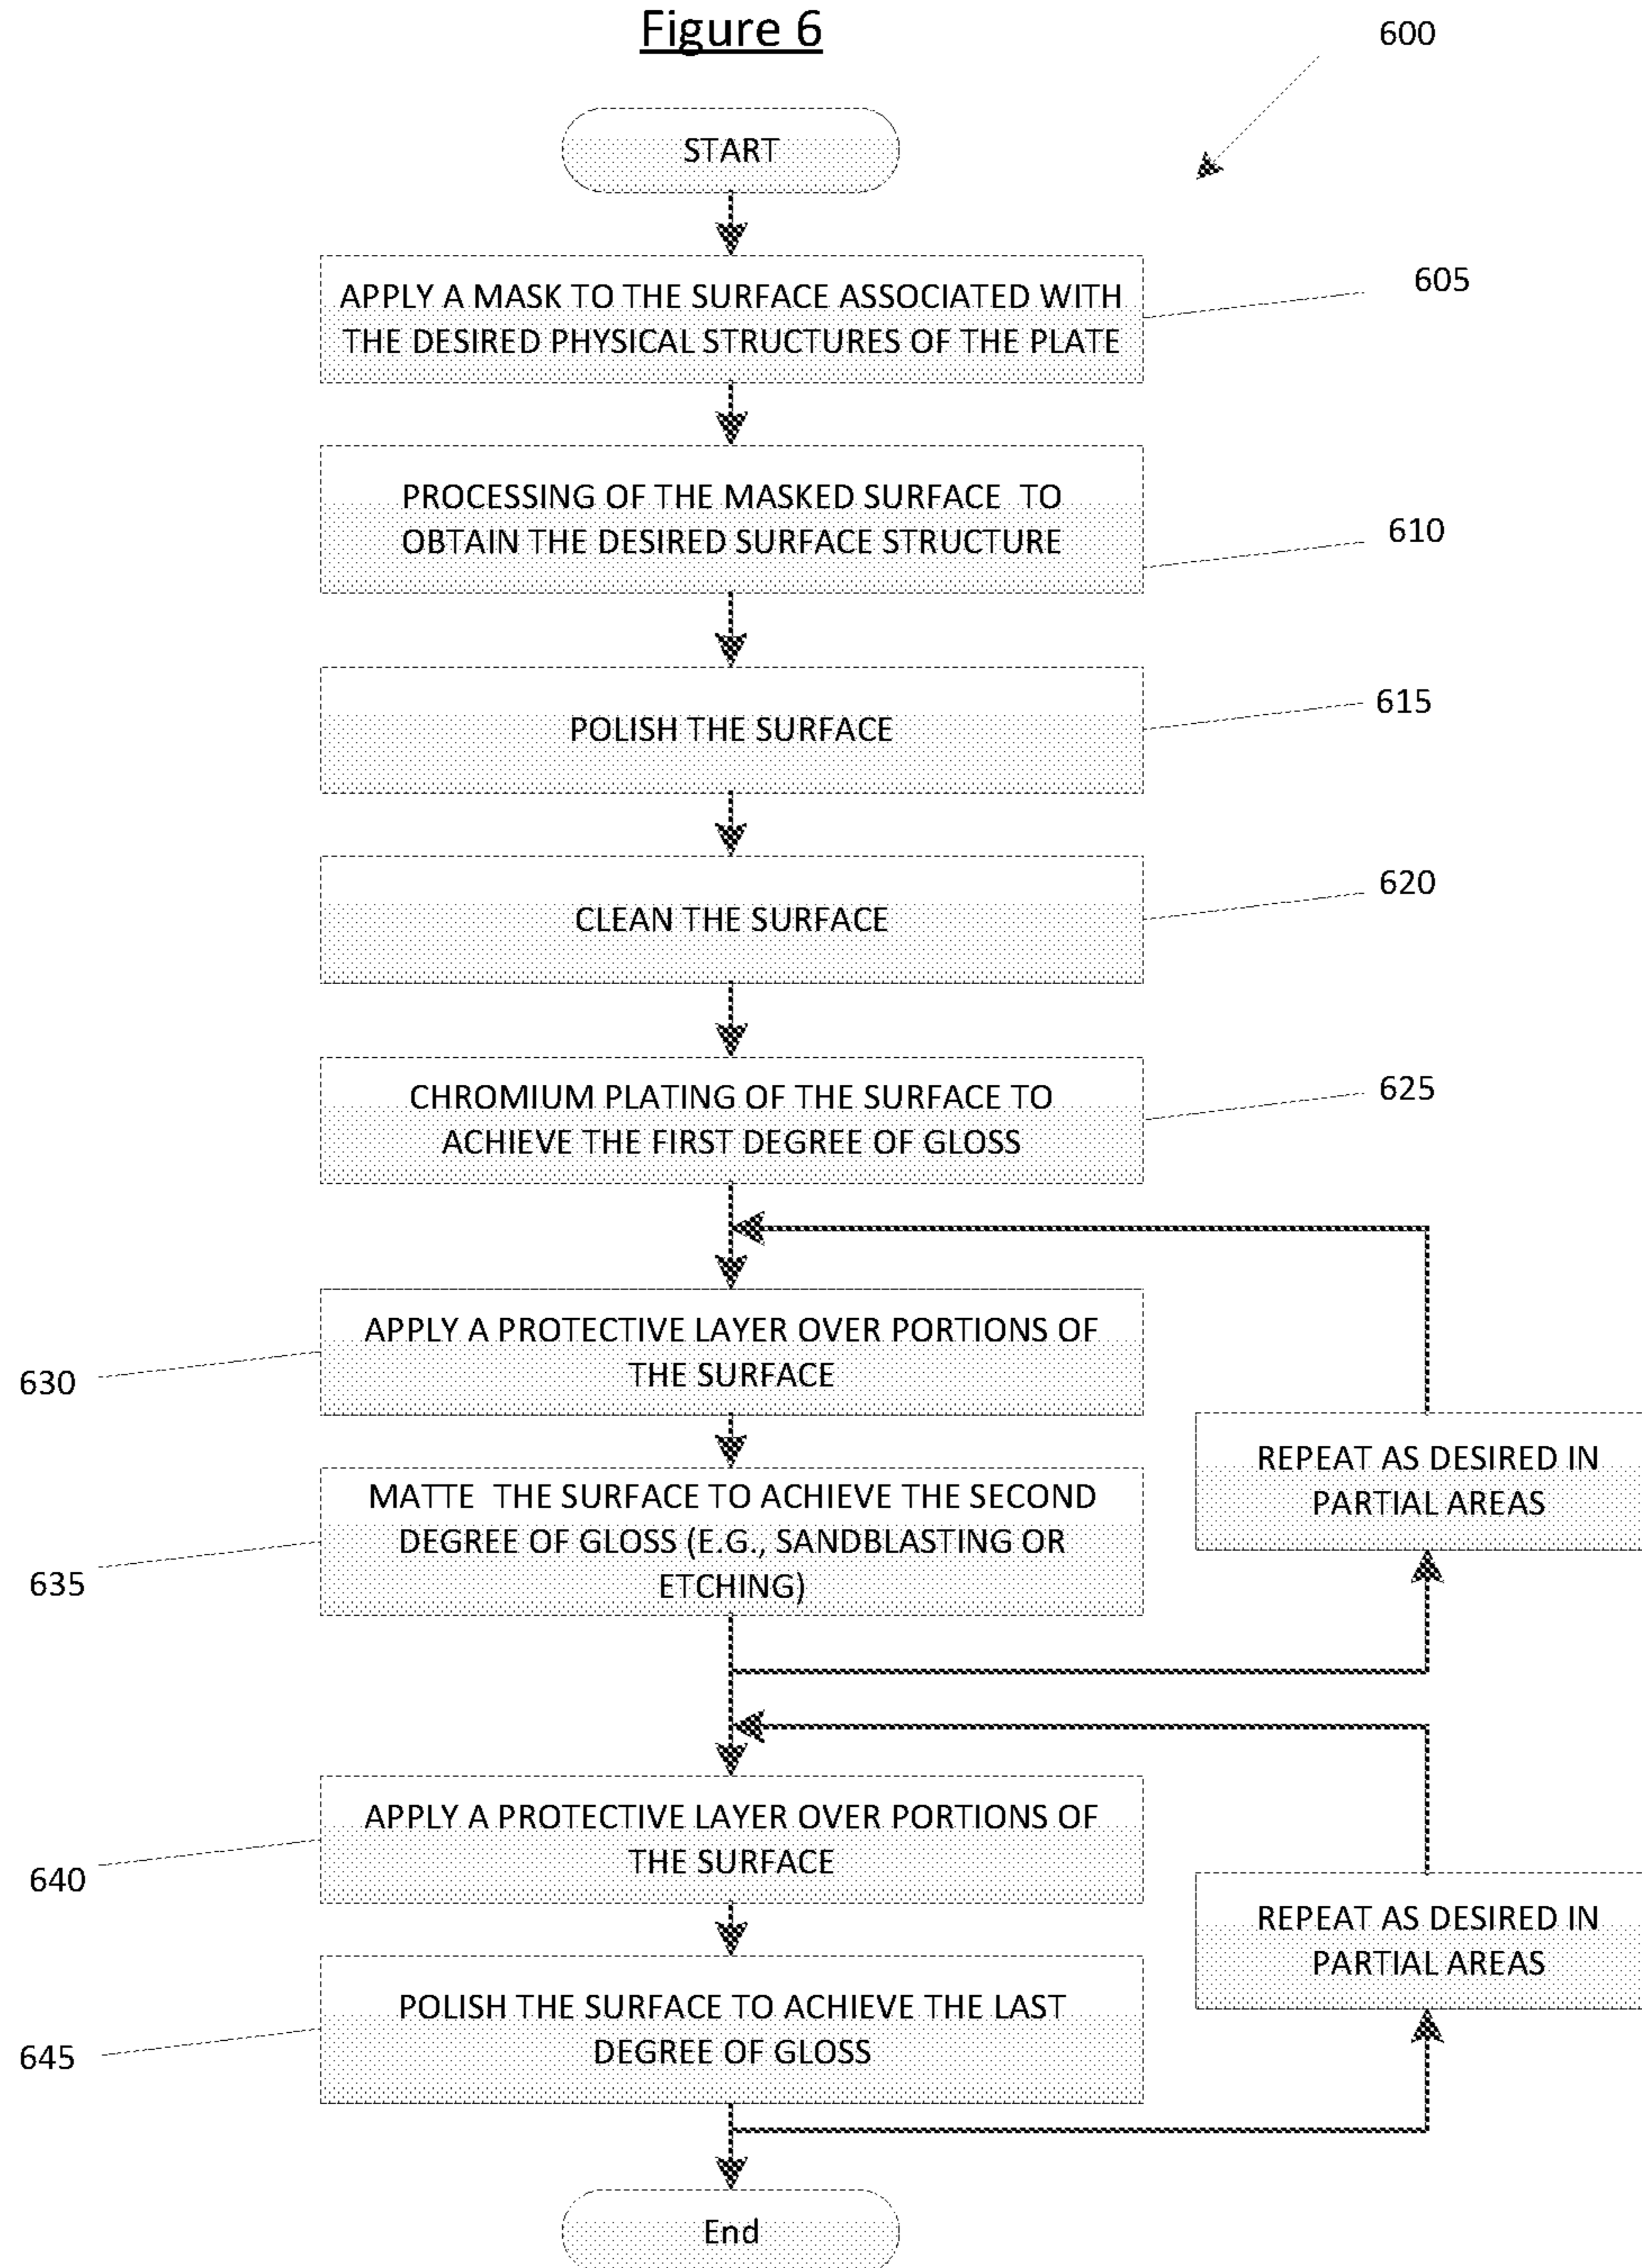 Figure 6
600
START
APPLY A MASK TO THE SURFACE ASSOCIATED WITH
THE DESIRED PHYSICAL STRUCTURES OF THE PLATE
605
PROCESSING OF THE MASKED SURFACE TO
OBTAIN THE DESIRED SURFACE STRUCTURE
610
POLISH THE SURFACE
615
CLEAN THE SURFACE
620
CHROMIUM PLATING OF THE SURFACE TO
ACHIEVE THE FIRST DEGREE OF GLOSS
625
APPLY A PROTECTIVE LAYER OVER PORTIONS OF
THE SURFACE
630
MATTE THE SURFACE TO ACHIEVE THE SECOND
DEGREE OF GLOSS (E.G., SANDBLASTING OR
ETCHING)
635
REPEAT AS DESIRED IN
PARTIAL AREAS
APPLY A PROTECTIVE LAYER OVER PORTIONS OF
THE SURFACE
640
POLISH THE SURFACE TO ACHIEVE THE LAST
DEGREE OF GLOSS
645
REPEAT AS DESIRED IN
PARTIAL AREAS
End